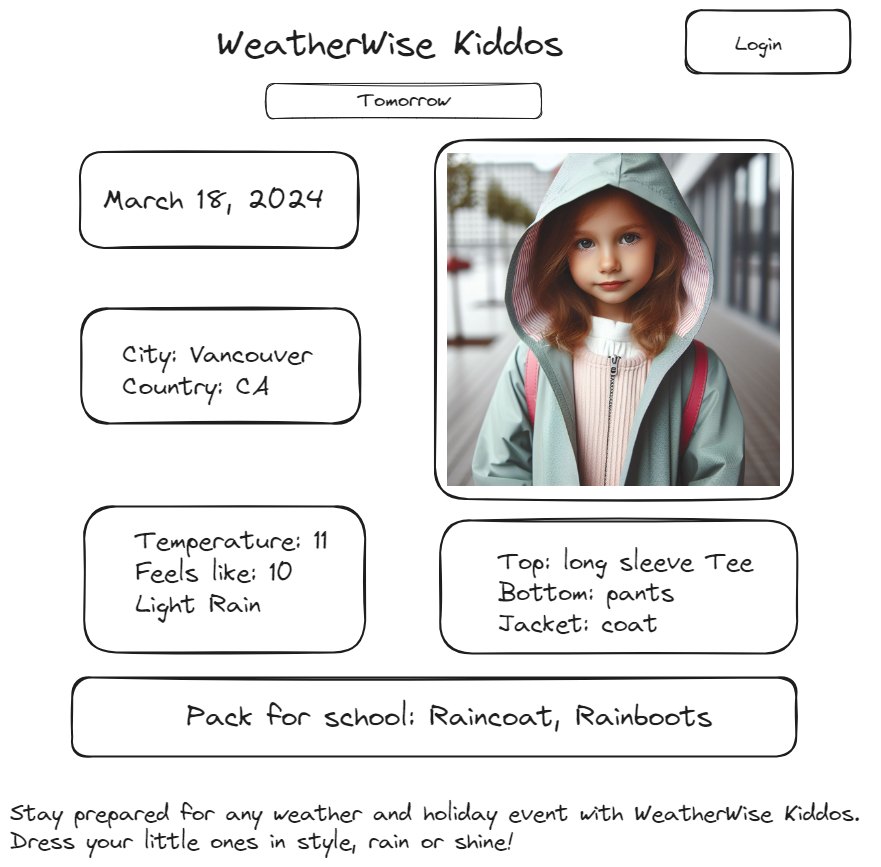 WeatherWise Kiddos
Login
Tomorrow
March 18, 2024
City: Vancouver
Country: CA
Temperature: 11
Feels like: 10
Light Rain
Top: long sleeve Tee
Bottom: pants
Jacket: coat
Pack for school: Raincoat, Rainboots
Stay prepared for any weather and holiday event with WeatherWise Kiddos.
Dress your little ones in style, rain or shine!